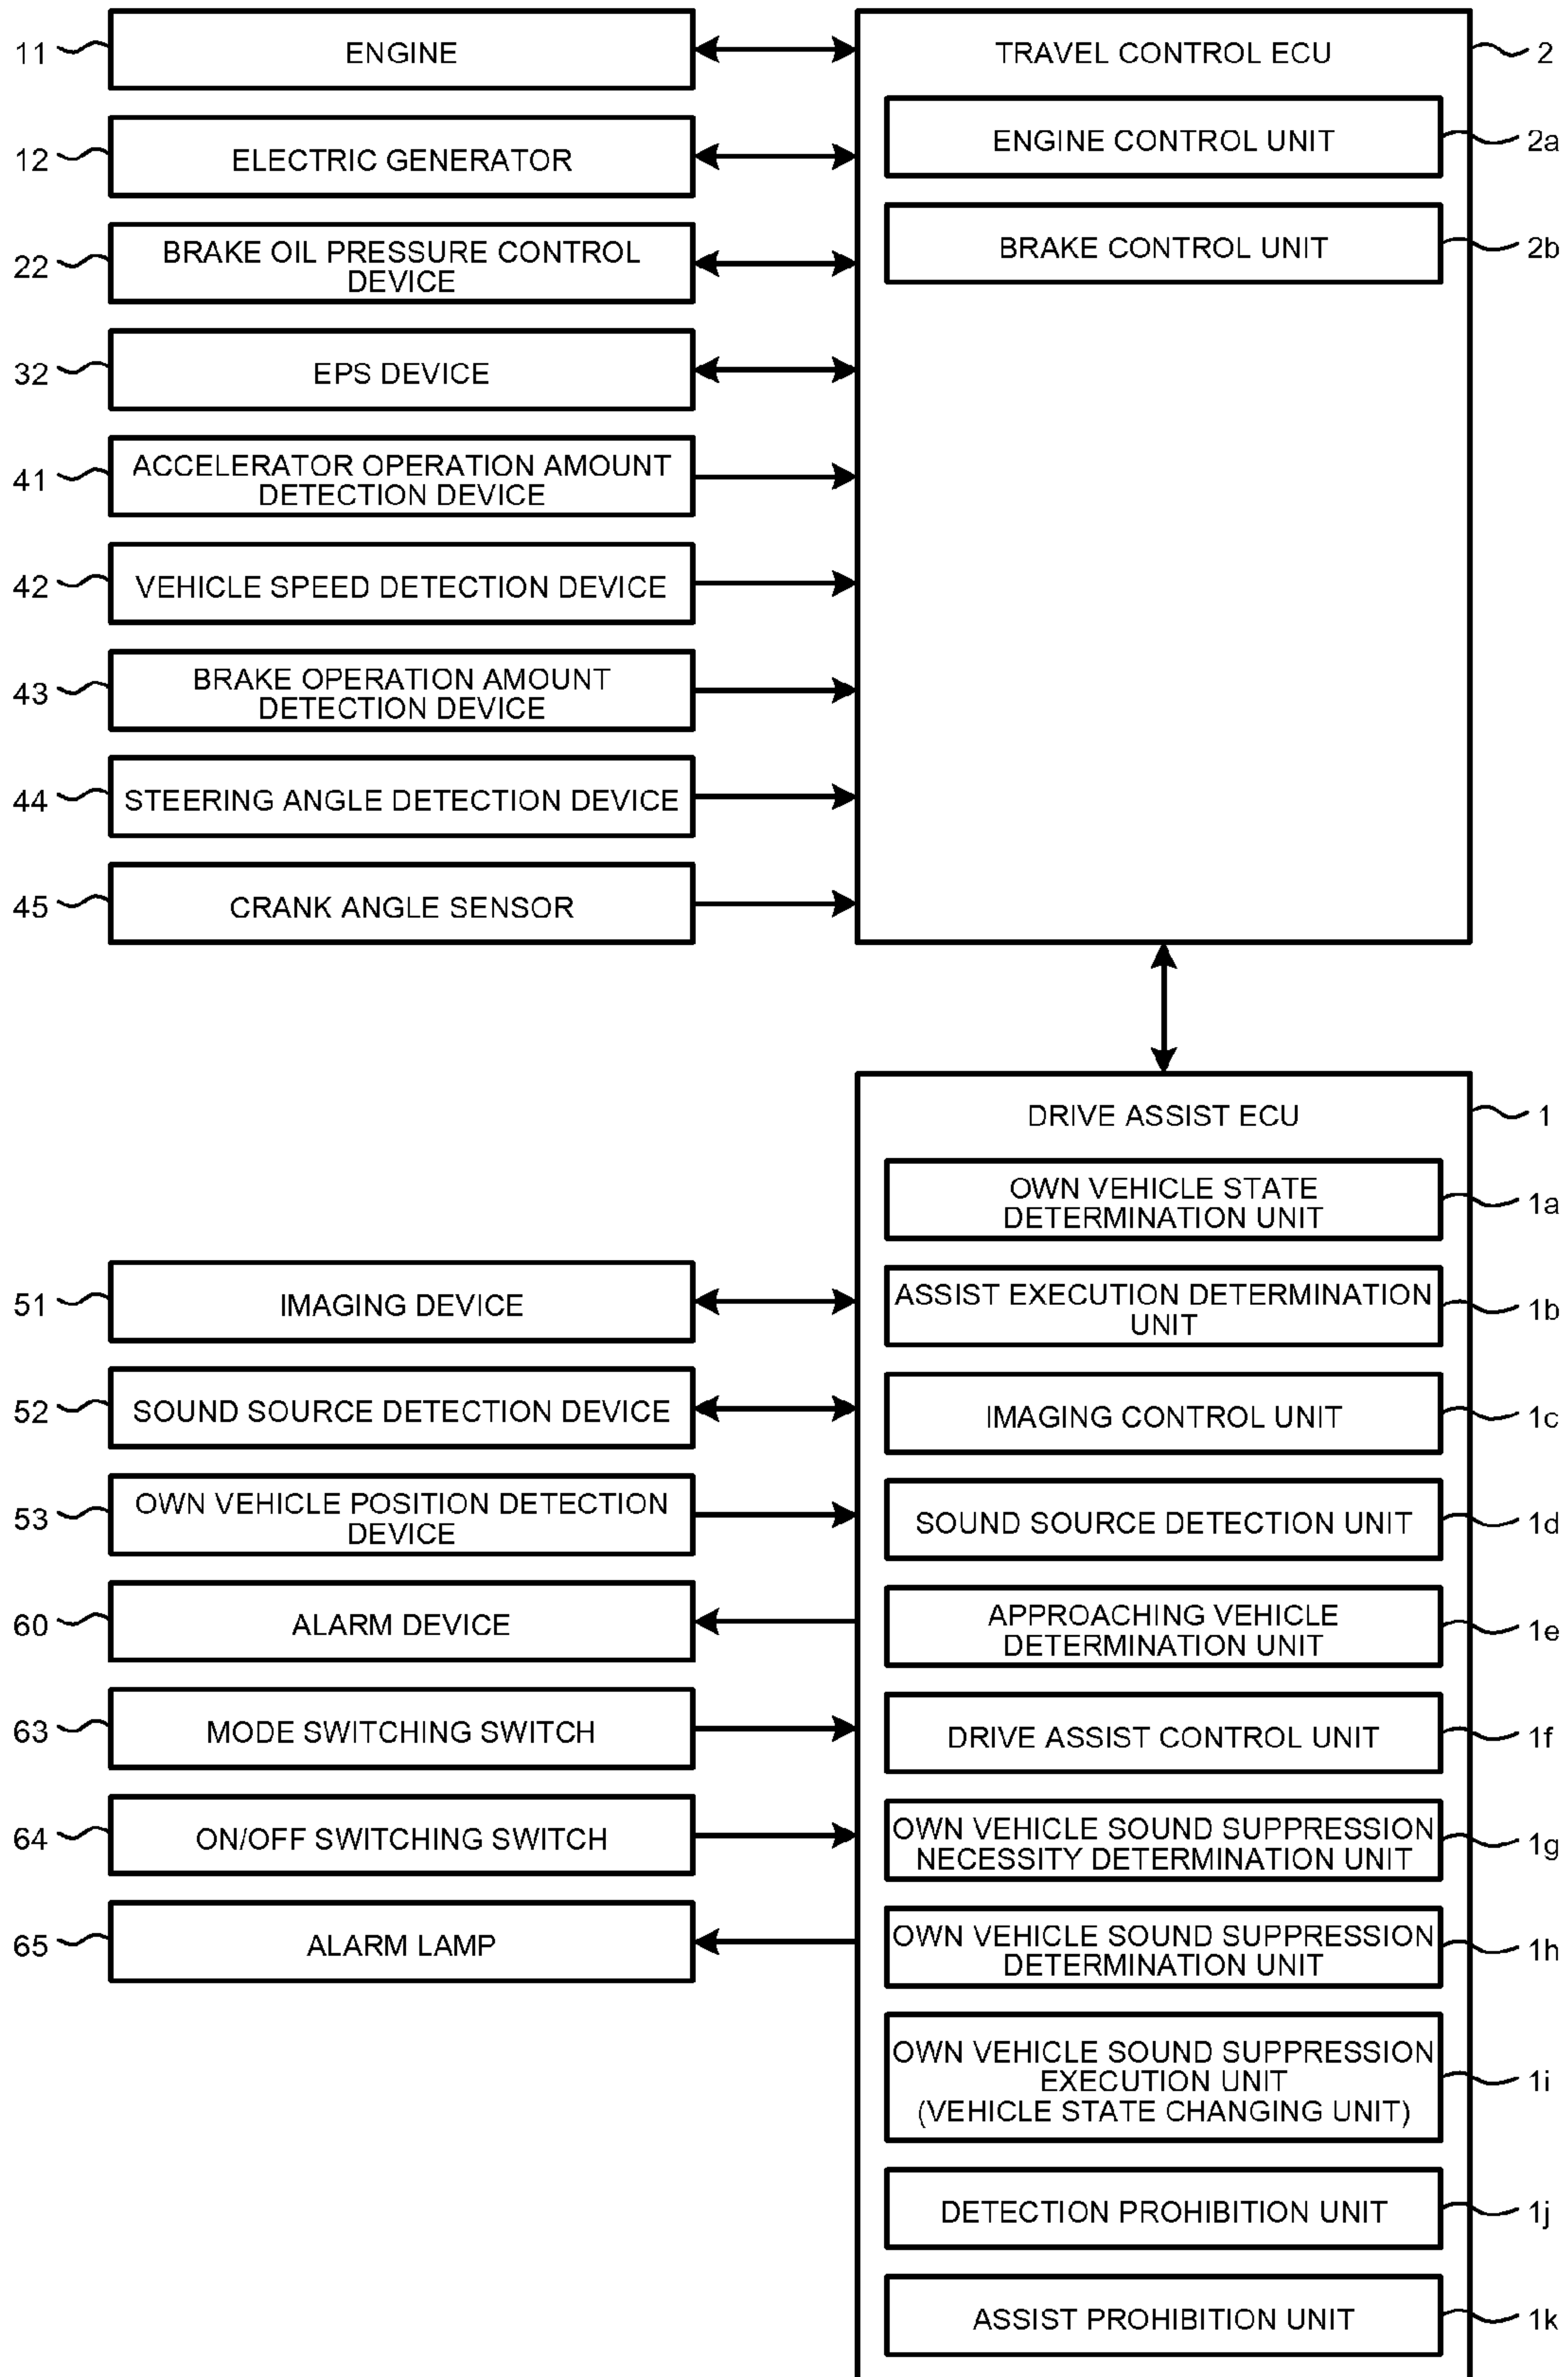 11
ENGINE
TRAVEL CONTROL ECU
2
ENGINE CONTROL UNIT
2a
12
ELECTRIC GENERATOR
BRAKE CONTROL UNIT
2b
22
BRAKE OIL PRESSURE CONTROL
DEVICE
32
EPS DEVICE
41
ACCELERATOR OPERATION AMOUNT
DETECTION DEVICE
42
VEHICLE SPEED DETECTION DEVICE
43
BRAKE OPERATION AMOUNT
DETECTION DEVICE
44
STEERING ANGLE DETECTION DEVICE
45
CRANK ANGLE SENSOR
DRIVE ASSIST ECU
1
OWN VEHICLE STATE
DETERMINATION UNIT
1a
51
IMAGING DEVICE
ASSIST EXECUTION DETERMINATION
UNIT
1b
52
SOUND SOURCE DETECTION DEVICE
IMAGING CONTROL UNIT
1c
53
OWN VEHICLE POSITION DETECTION
DEVICE
SOUND SOURCE DETECTION UNIT
1d
60
ALARM DEVICE
APPROACHING VEHICLE
DETERMINATION UNIT
1e
63
MODE SWITCHING SWITCH
DRIVE ASSIST CONTROL UNIT
1f
64
ON/OFF SWITCHING SWITCH
OWN VEHICLE SOUND SUPPRESSION
NECESSITY DETERMINATION UNIT
1g
65
ALARM LAMP
OWN VEHICLE SOUND SUPPRESSION
DETERMINATION UNIT
1h
OWN VEHICLE SOUND SUPPRESSION
EXECUTION UNIT
(VEHICLE STATE CHANGING UNIT)
1i
DETECTION PROHIBITION UNIT
1j
ASSIST PROHIBITION UNIT
1k